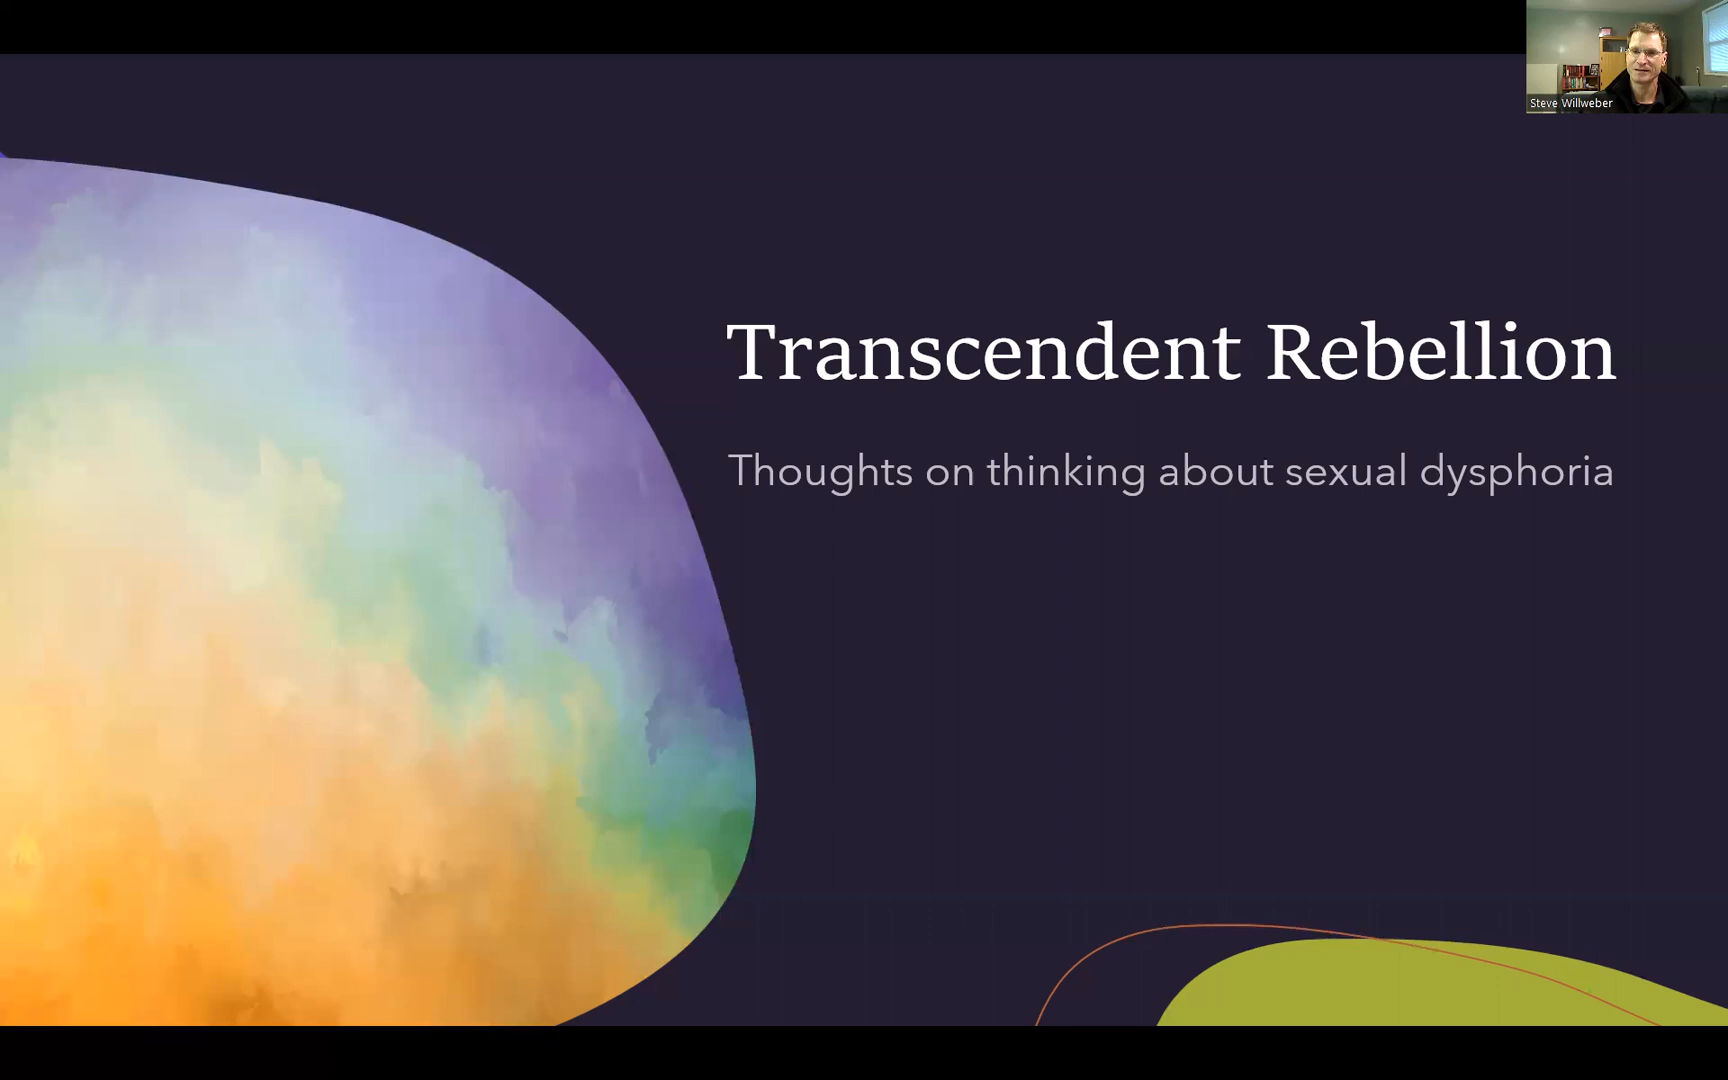 Steve Willweber
Transcendent Rebellion
Thoughts on thinking about sexual dysphoria